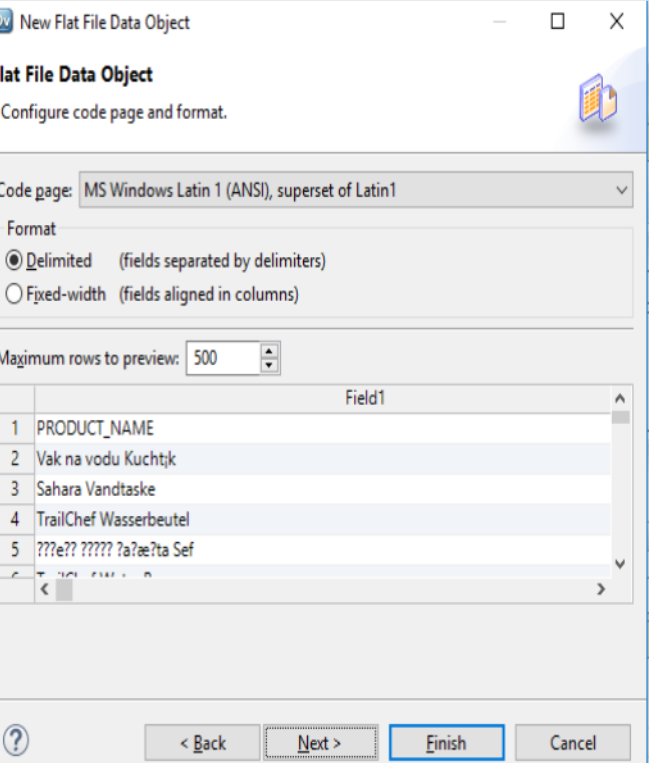 New Flat File Data Object
lat File Data Object
Configure code page and format.
Code page: MS Windows Latin 1 (ANSI), superset of Latin1
Format
Delimited (fields separated by delimiters)
Fixed-width (fields aligned in columns)
Maximum rows to preview: 500
Field1
1 PRODUCT_NAME
2 Vak na vodu Kucht¡k
3 Sahara Vandtaske
4 TrailChef Wasserbeutel
5 ???e?? ????? ?a?æ?ta Sef
< Back Next > Finish Cancel